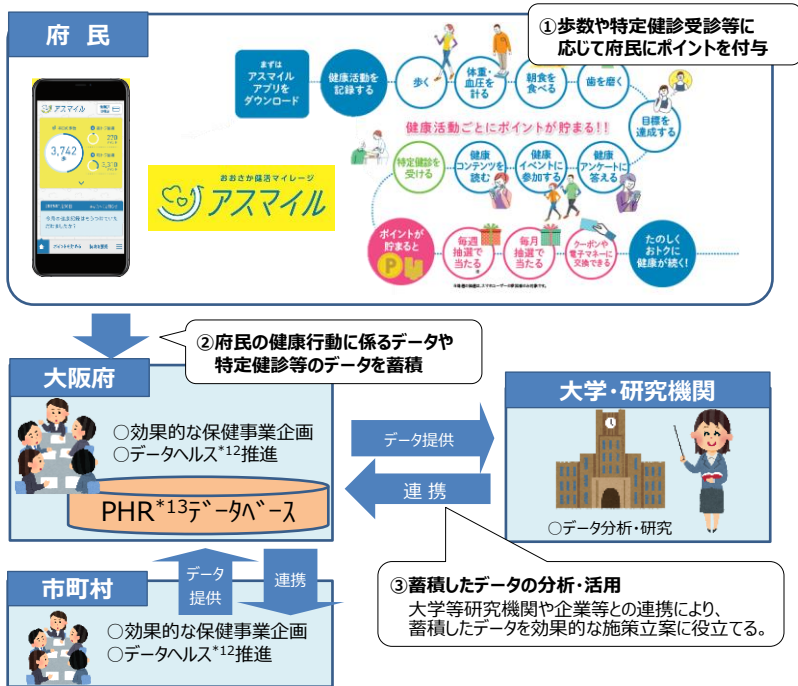 府 民
①歩数や特定健診受診等に
応じて府民にポイントを付与
まずは
アスマイル
アプリを
ダウンロード
健康活動を
記録する
歩く
体重・
血圧を
計る
朝食を
食べる
歯を磨く
目標を
達成する
健康活動ごとにポイントが貯まる!!
特定健診を
受ける
健康
コンテンツを
読む
健康
イベントに
参加する
健康
アンケートに
答える
アスマイル
3,742
歩
おおさか健活マイレージ
アスマイル
ポイントが
貯まると
毎週
抽選で
当たる
毎月
抽選で
当たる
クーポンや
電子マネーに
交換できる
たのしく
おトクに
健康が続く!
②府民の健康行動に係るデータや
特定健診等のデータを蓄積
大阪府
○効果的な保健事業企画
○データヘルス*12推進
PHR*13ﾃﾞｰﾀﾍﾞｰｽ
データ提供
連 携
大学・研究機関
○データ分析・研究
データ
提供
連携
③蓄積したデータの分析・活用
大学等研究機関や企業等との連携により、
蓄積したデータを効果的な施策立案に役立てる。
市町村
○効果的な保健事業企画
○データヘルス*12推進